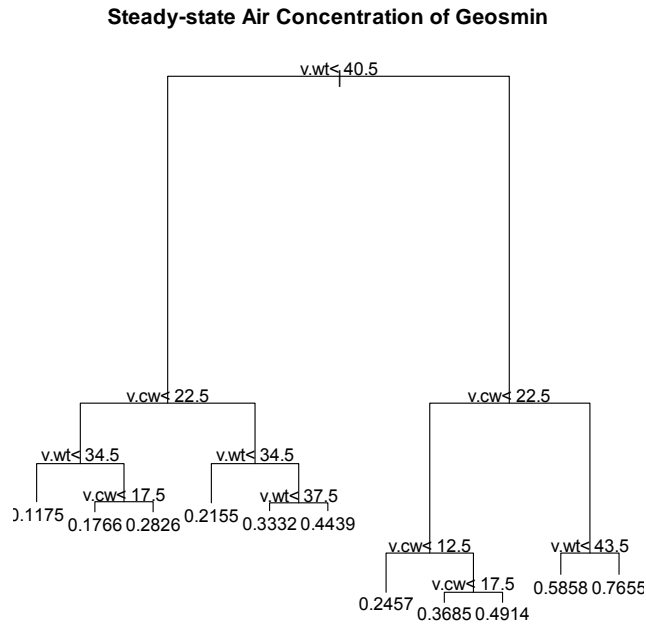 Steady-state Air Concentration of Geosmin
v.wt< 40.5
v.cw< 22.5
v.cw< 22.5
v.wt< 34.5
v.wt< 34.5
v.cw< 17.5
v.wt< 37.5
0.1175
0.1766
0.2826
0.2155
0.3332
0.4439
v.cw< 12.5
v.wt< 43.5
0.2457
v.cw< 17.5
0.5858
0.7655
0.3685
0.4914